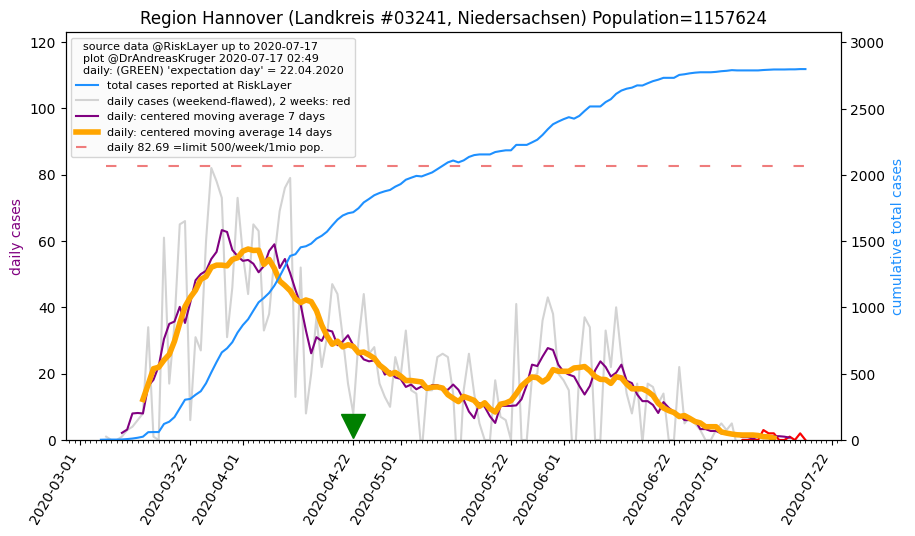 Region Hannover (Landkreis #03241, Niedersachsen) Population=1157624
source data @RiskLayer up to 2020-07-17
plot @DrAndreasKruger 2020-07-17 02:49
daily: (GREEN) 'expectation day' = 22.04.2020
total cases reported at RiskLayer
daily cases (weekend-flawed), 2 weeks: red
daily: centered moving average 7 days
daily: centered moving average 14 days
daily 82.69 =limit 500/week/1mio pop.
daily cases
120
100
80
60
40
20
0
cumulative total cases
3000
2500
2000
1500
1000
500
0
2020-03-01
2020-03-22
2020-04-01
2020-04-22
2020-05-01
2020-05-22
2020-06-01
2020-06-22
2020-07-01
2020-07-22